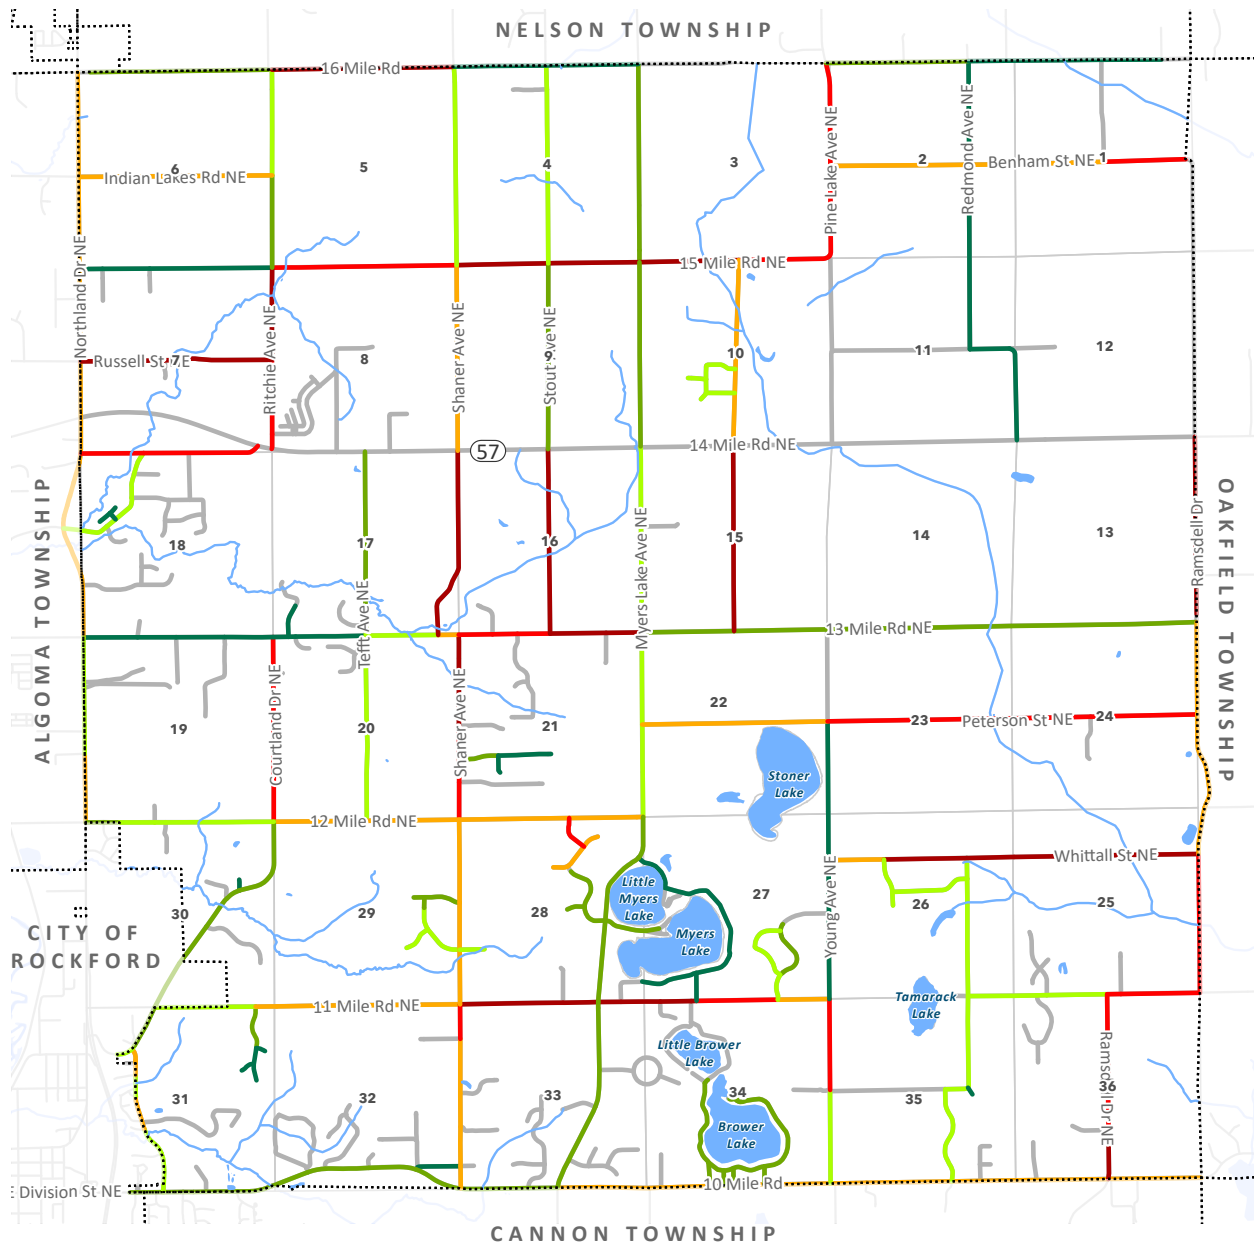 NELSON TOWNSHIP
16 Mile Rd
Pine Lake Ave NE
Redmond Ave NE
6
5
4
3
2
Benham St NE
1
Indian Lakes Rd NE
Northland Dr NE
15 Mile Rd NE
Ritchie Ave NE
Shaner Ave NE
Stout Ave NE
Russell St NE
7
8
9
10
11
12
14 Mile Rd NE
57
ALGOMA TOWNSHIP
OAKFIELD TOWNSHIP
Ramsdell Dr
18
17
16
15
14
13
Myers Lake Ave NE
Tefft Ave NE
13 Mile Rd NE
Courtland Dr NE
Shaner Ave NE
19
20
21
22
23
Peterson St NE
24
Stoner
Lake
12 Mile Rd NE
Whittall St NE
Young Ave NE
Little
Myers
Lake
Myers
Lake
30
29
28
27
26
25
CITY OF
ROCKFORD
11 Mile Rd NE
Tamarack
Lake
Little Brower
Lake
Ramsdell Dr NE
31
32
33
34
35
36
Brower
Lake
E Division St NE
10 Mile Rd
CANNON TOWNSHIP